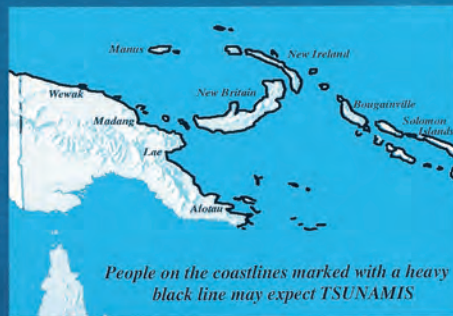 Manus
New Ireland
Wewak
New Britain
Bougainville
Madang
Solomon
Islands
Lae
Alotau
People on the coastlines marked with a heavy
black line may expect TSUNAMIS